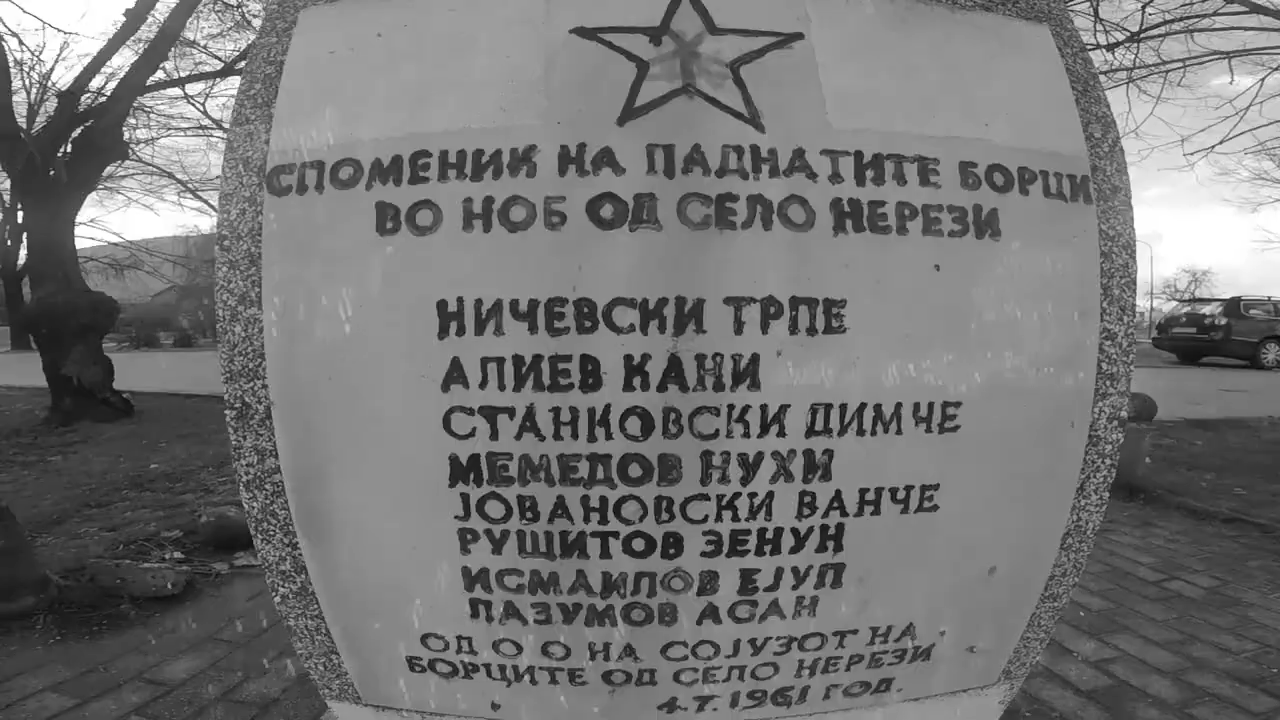 СПОМЕНИК НА ПАДНАТИТЕ БОРЦИ
ВО НОБ ОД СЕЛО НЕРЕЗИ
НИЧЕВСКИ ТРПЕ
АЛИЕВ КАНИ
СТАНКОВСКИ ДИМЧЕ
МЕМЕДОВ НУХИ
ЈОВАНОВСКИ ВАНЧЕ
РУШИТОВ ЗЕНУН
ИСМАИЛОВ ЕЈУП
ЛАЗУМОВ АСАН
ОД О О НА СОЈУЗОТ НА
БОРЦИТЕ ОД СЕЛО НЕРЕЗИ
4.7.1961 ГОД.